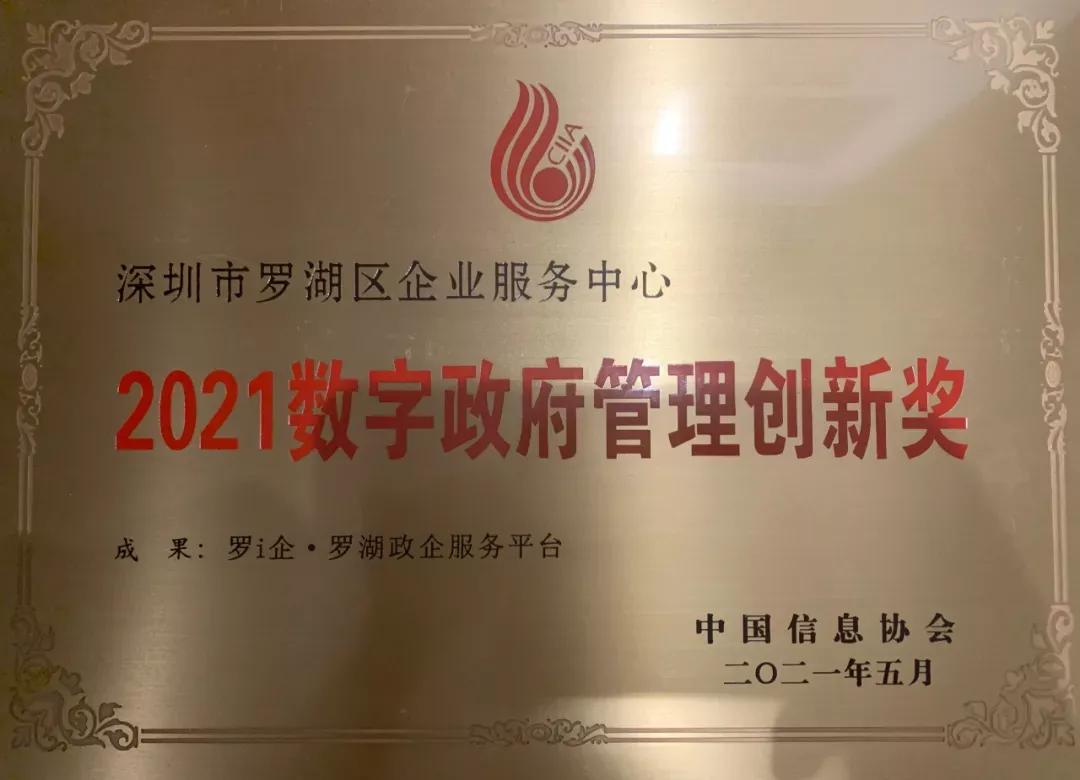 CIIA
深圳市罗湖区企业服务中心
2021数字政府管理创新奖
成 果：罗i企·罗湖政企服务平台
中国信息协会
二〇二一年五月